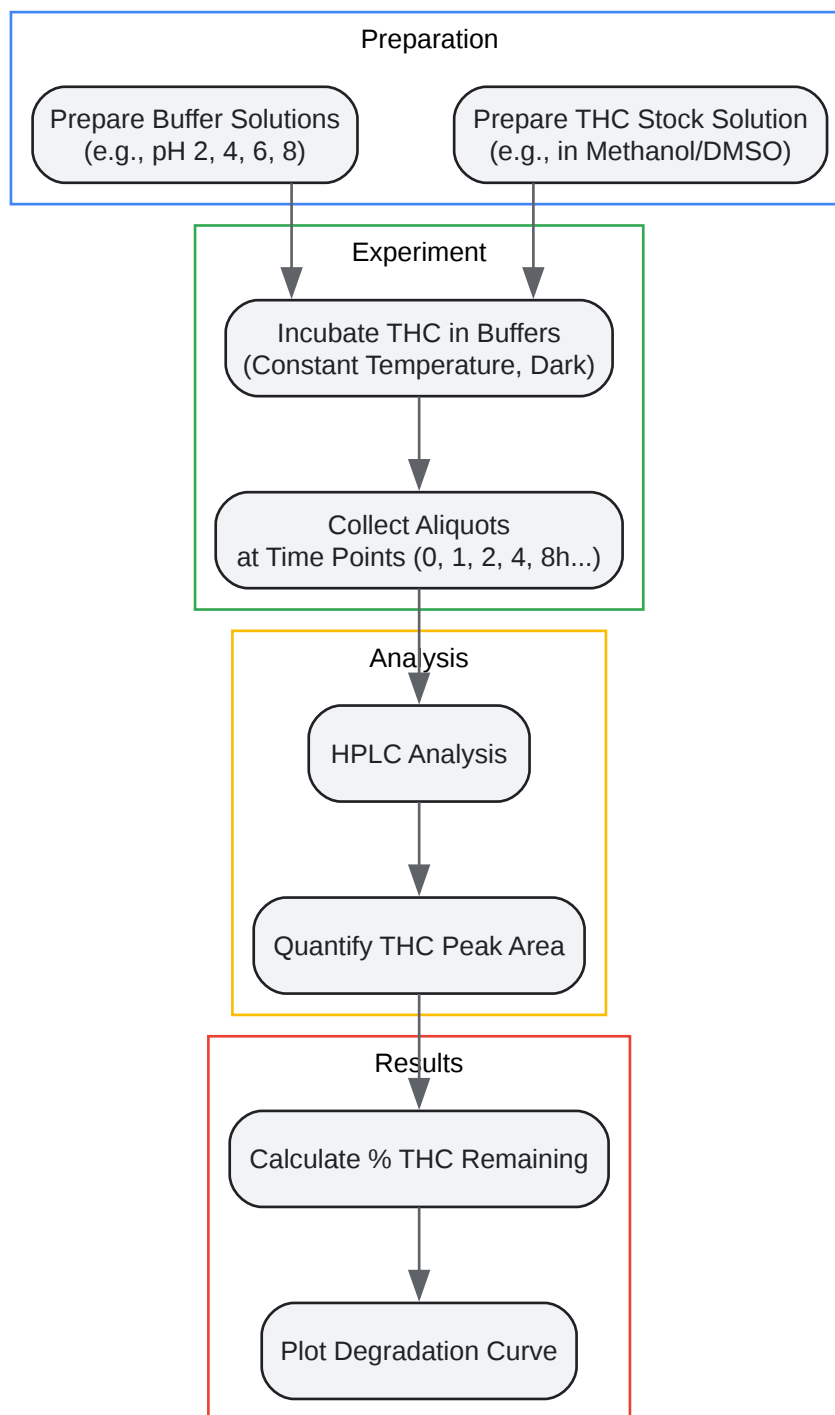 Preparation
Prepare Buffer Solutions
(e.g., pH 2, 4, 6, 8)
Prepare THC Stock Solution
(e.g., in Methanol/DMSO)
Experiment
Incubate THC in Buffers
(Constant Temperature, Dark)
Collect Aliquots
at Time Points (0, 1, 2, 4, 8h...)
Analysis
HPLC Analysis
Quantify THC Peak Area
Results
Calculate % THC Remaining
Plot Degradation Curve